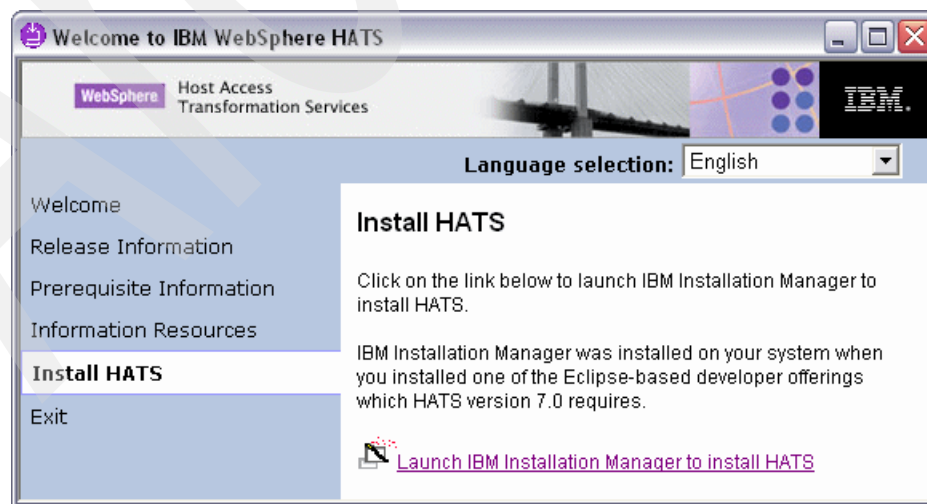 Welcome to IBM WebSphere HATS
WebSphere
Host Access
Transformation Services
IBM.
Language selection: English
Welcome
Release Information
Prerequisite Information
Information Resources
Install HATS
Exit
Install HATS
Click on the link below to launch IBM Installation Manager to
install HATS.
IBM Installation Manager was installed on your system when
you installed one of the Eclipse-based developer offerings
which HATS version 7.0 requires.
Launch IBM Installation Manager to install HATS